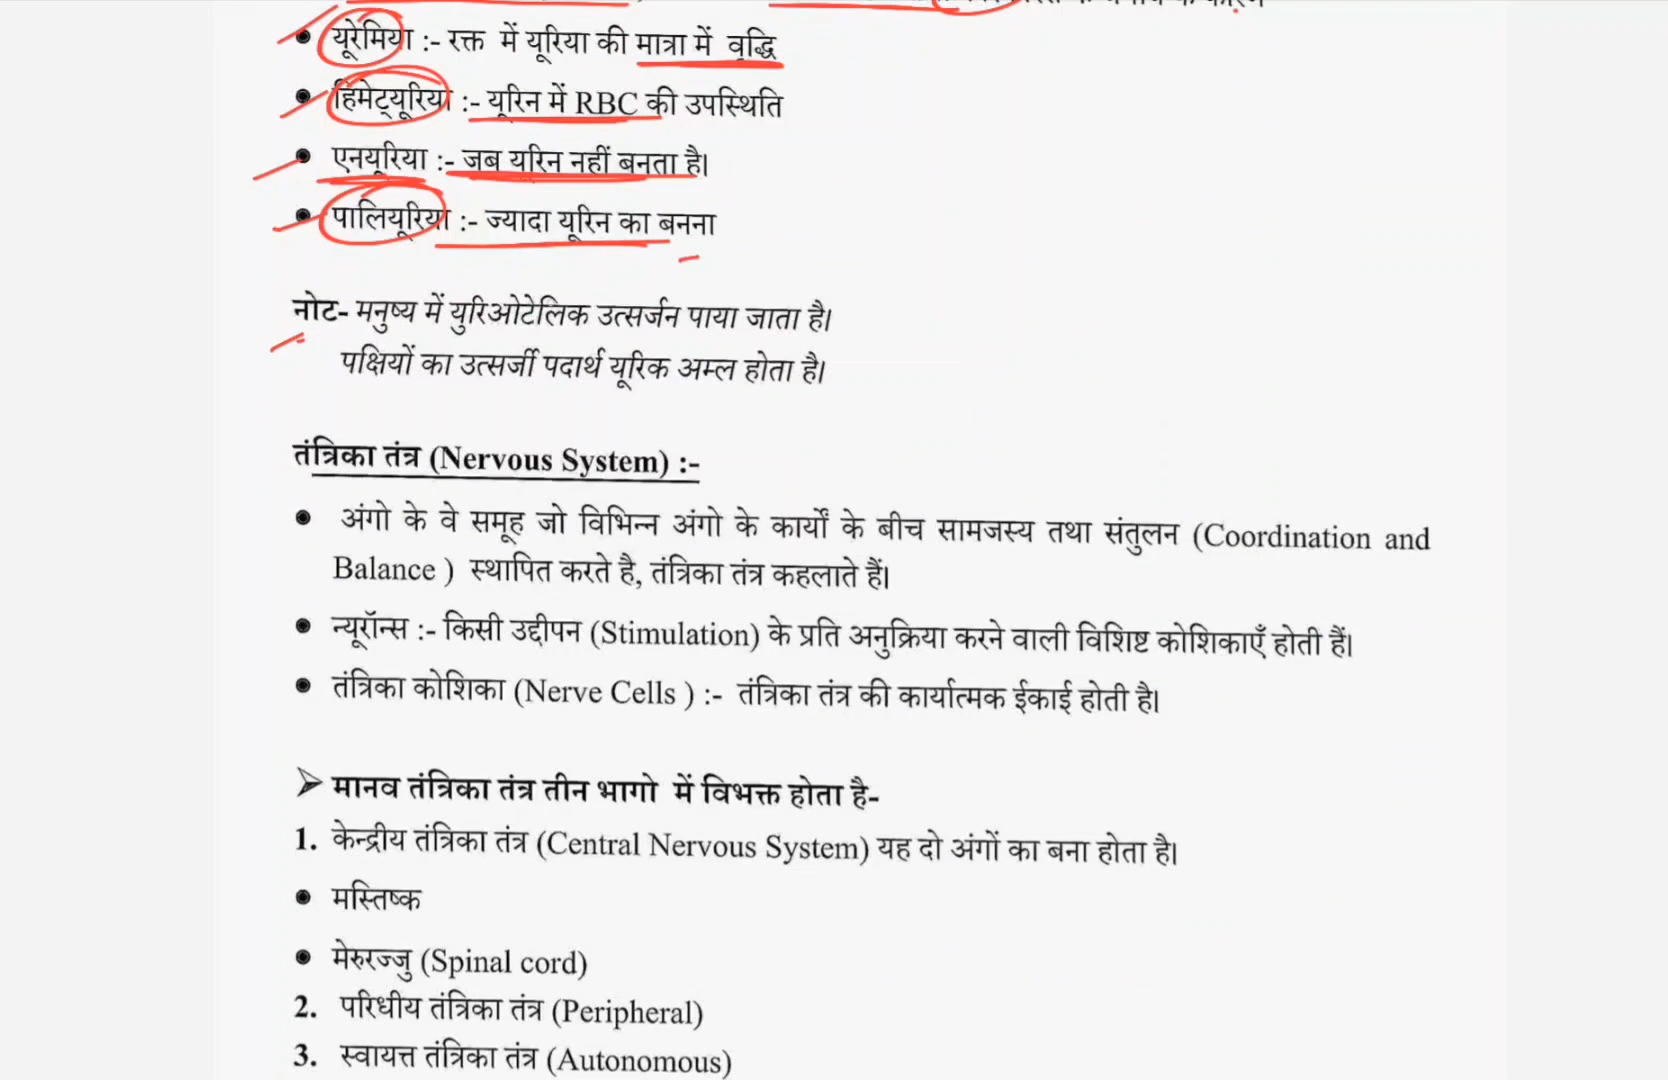 यूरेमिया :- रक्त में यूरिया की मात्रा में वृद्धि
हिमेट्यूरिया :- यूरिन में RBC की उपस्थिति
एनयूरिया :- जब यूरिन नहीं बनता है।
पालियूरिया :- ज्यादा यूरिन का बनना
नोट- मनुष्य में युरिओटेलिक उत्सर्जन पाया जाता है।
पक्षियों का उत्सर्जी पदार्थ यूरिक अम्ल होता है।
तंत्रिका तंत्र (Nervous System) :-
अंगो के वे समूह जो विभिन्न अंगो के कार्यों के बीच सामजस्य तथा संतुलन (Coordination and
Balance ) स्थापित करते है, तंत्रिका तंत्र कहलाते हैं।
न्यूरॉन्स :- किसी उद्दीपन (Stimulation) के प्रति अनुक्रिया करने वाली विशिष्ट कोशिकाएँ होती हैं।
तंत्रिका कोशिका (Nerve Cells ) :- तंत्रिका तंत्र की कार्यात्मक ईकाई होती है।
➢ मानव तंत्रिका तंत्र तीन भागो में विभक्त होता है-
1. केन्द्रीय तंत्रिका तंत्र (Central Nervous System) यह दो अंगों का बना होता है।
मस्तिष्क
मेरुरज्जु (Spinal cord)
2. परिधीय तंत्रिका तंत्र (Peripheral)
3. स्वायत्त तंत्रिका तंत्र (Autonomous)